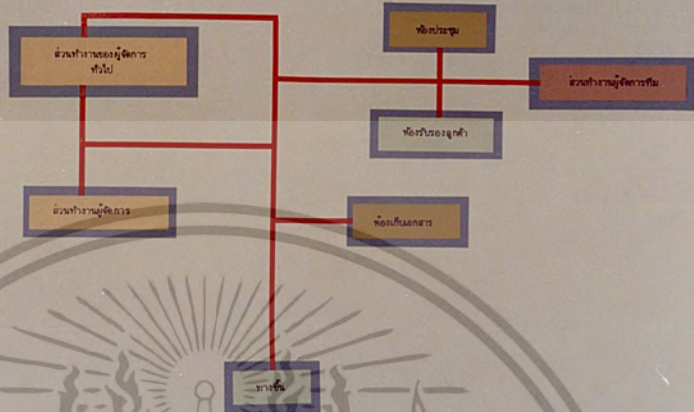 ห้องประชุม
ส่วนทำงานของผู้จัดการ
ทั่วไป
ส่วนทำงานผู้จัดการทีม
ห้องรับรองลูกค้า
ส่วนทำงานผู้จัดการ
ห้องเก็บเอกสาร
ทางขึ้น